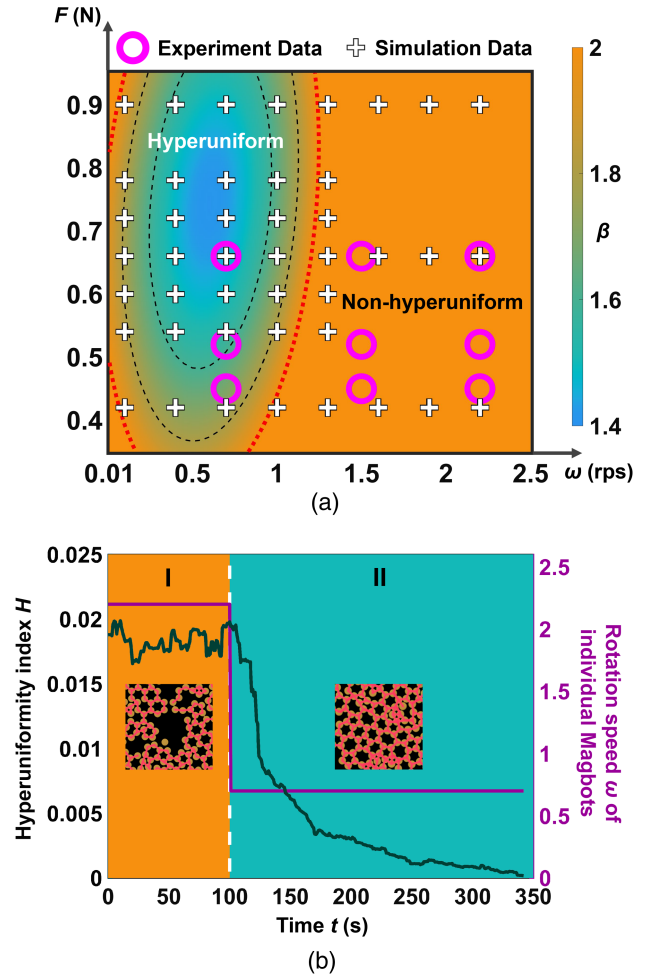 F (N)
Experiment Data
Simulation Data
2
0.9
Hyperuniform
0.8
1.8
0.7
β
0.6
Non-hyperuniform
1.6
0.5
0.4
1.4
0.01 0.5 1 1.5 2 2.5
ω (rps)
(a)
0.025
I
II
2.5
0.02
2
0.015
1.5
0.01
1
0.005
0.5
0
0
Hyperuniformity index H
Rotation speed ω of
individual Magbots
0 50 100 150 200 250 300 350
Time t (s)
(b)